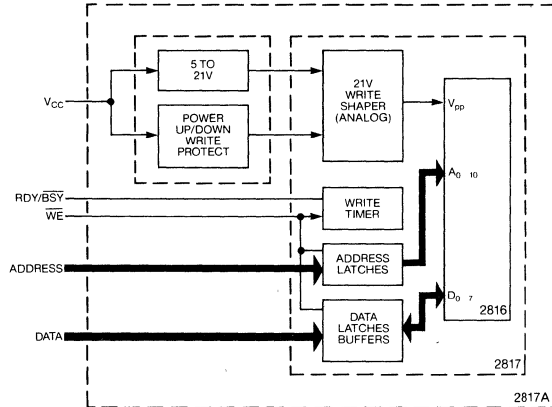 5 TO
21V
21V
WRITE
SHAPER
(ANALOG)
VCC
Vpp
POWER
UP/DOWN
WRITE
PROTECT
A0 10
RDY/BSY
WRITE
TIMER
WE
ADDRESS
ADDRESS
LATCHES
D0 7
2816
DATA
DATA
LATCHES
BUFFERS
2817
2817A